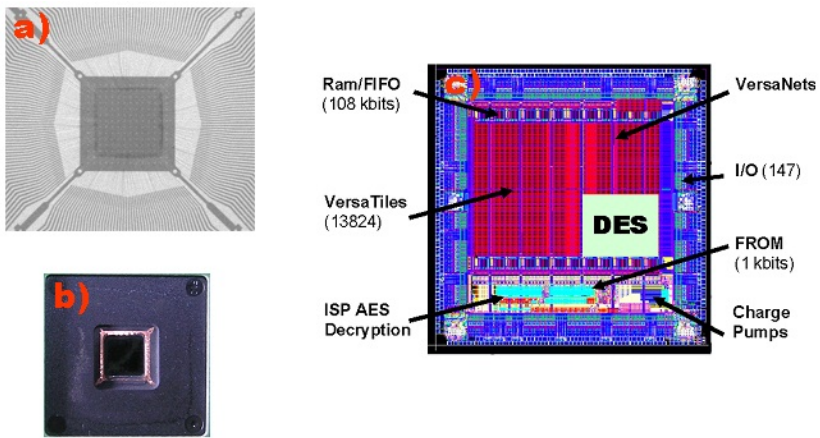 a)
b)
c)
Ram/FIFO
(108 kbits)
VersaTiles
(13824)
ISP AES
Decryption
DES
VersaNets
I/O (147)
FROM
(1 kbits)
Charge
Pumps